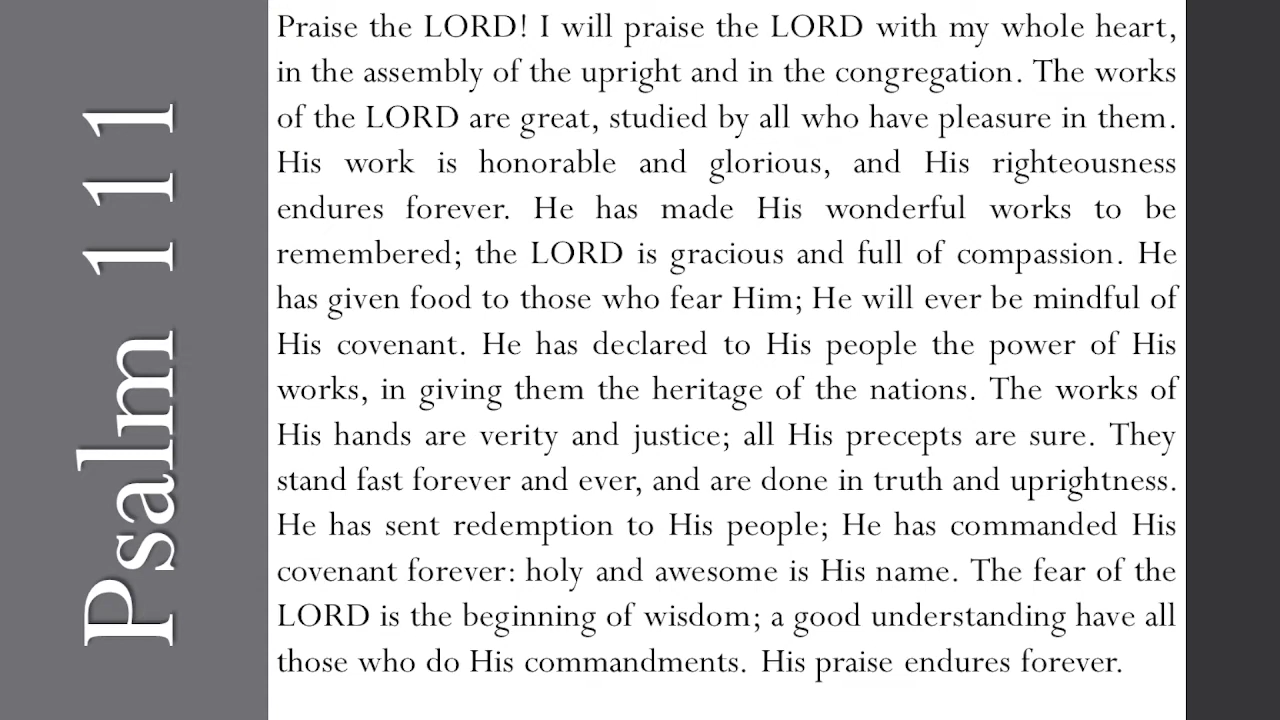 Psalm 111
Praise the LORD! I will praise the LORD with my whole heart,
in the assembly of the upright and in the congregation. The works
of the LORD are great, studied by all who have pleasure in them.
His work is honorable and glorious, and His righteousness
endures forever. He has made His wonderful works to be
remembered; the LORD is gracious and full of compassion. He
has given food to those who fear Him; He will ever be mindful of
His covenant. He has declared to His people the power of His
works, in giving them the heritage of the nations. The works of
His hands are verity and justice; all His precepts are sure. They
stand fast forever and ever, and are done in truth and uprightness.
He has sent redemption to His people; He has commanded His
covenant forever: holy and awesome is His name. The fear of the
LORD is the beginning of wisdom; a good understanding have all
those who do His commandments. His praise endures forever.